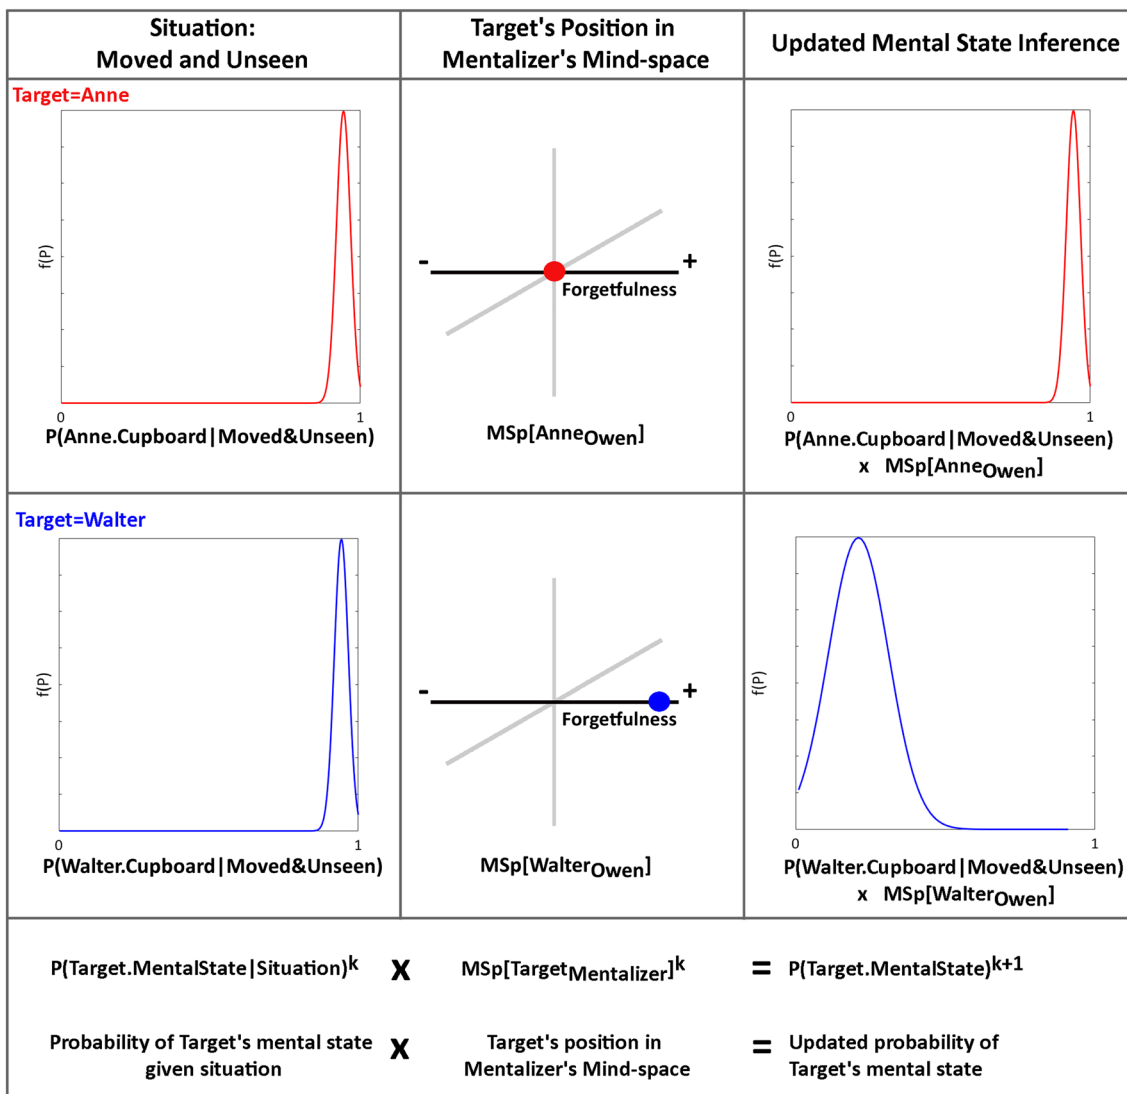 Situation:
Moved and Unseen
Target's Position in
Mentalizer's Mind-space
Updated Mental State Inference
Target=Anne
f(P)
0
1
P(Anne.Cupboard|Moved&Unseen)
-
+
Forgetfulness
MSp[AnneOwen]
f(P)
0
1
P(Anne.Cupboard|Moved&Unseen)
x MSp[AnneOwen]
Target=Walter
f(P)
0
1
P(Walter.Cupboard|Moved&Unseen)
-
+
Forgetfulness
MSp[WalterOwen]
f(P)
0
1
P(Walter.Cupboard|Moved&Unseen)
x MSp[WalterOwen]
P(Target.MentalState|Situation)k x MSp[TargetMentalizer]k = P(Target.MentalState)k+1
Probability of Target's mental state
given situation
x
Target's position in
Mentalizer's Mind-space
=
Updated probability of
Target's mental state